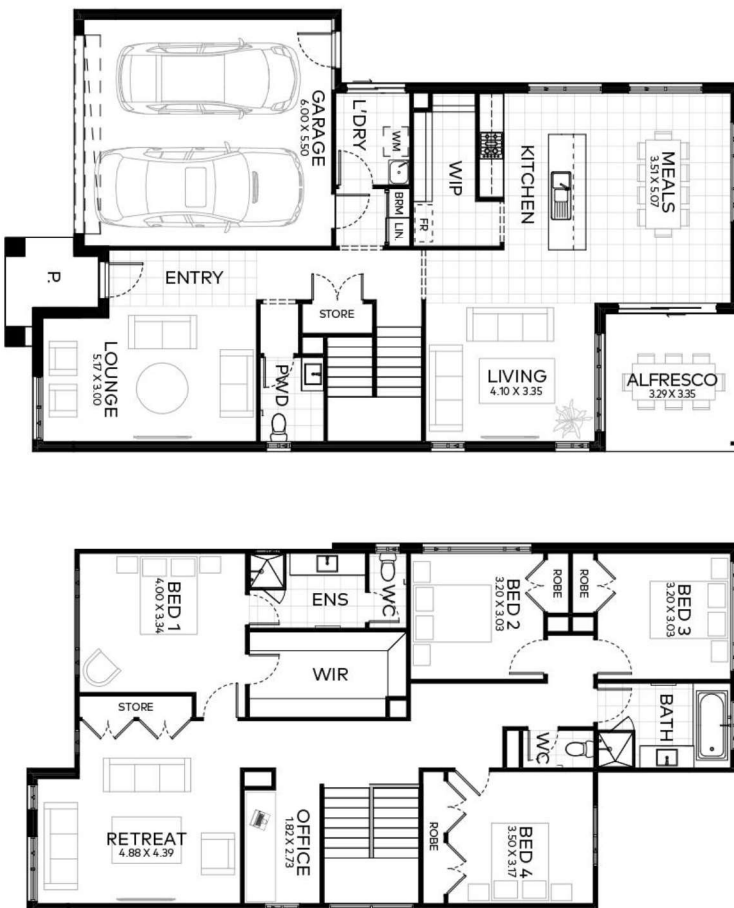 GARAGE
6.00 X 5.50
L'DRY
WM
BRM
LIN.
WIP
FR
KITCHEN
MEALS
3.51 X 5.07
P.
ENTRY
STORE
LOUNGE
5.17 X 3.00
PWD
LIVING
4.10 X 3.35
ALFRESCO
3.29 X 3.35
BED 1
4.00 X 3.34
ENS
WC
BED 2
3.20 X 3.03
ROBE
ROBE
BED 3
3.20 X 3.03
WIR
STORE
BATH
WC
RETREAT
4.88 X 4.39
OFFICE
1.82 X 2.73
ROBE
BED 4
3.50 X 3.17